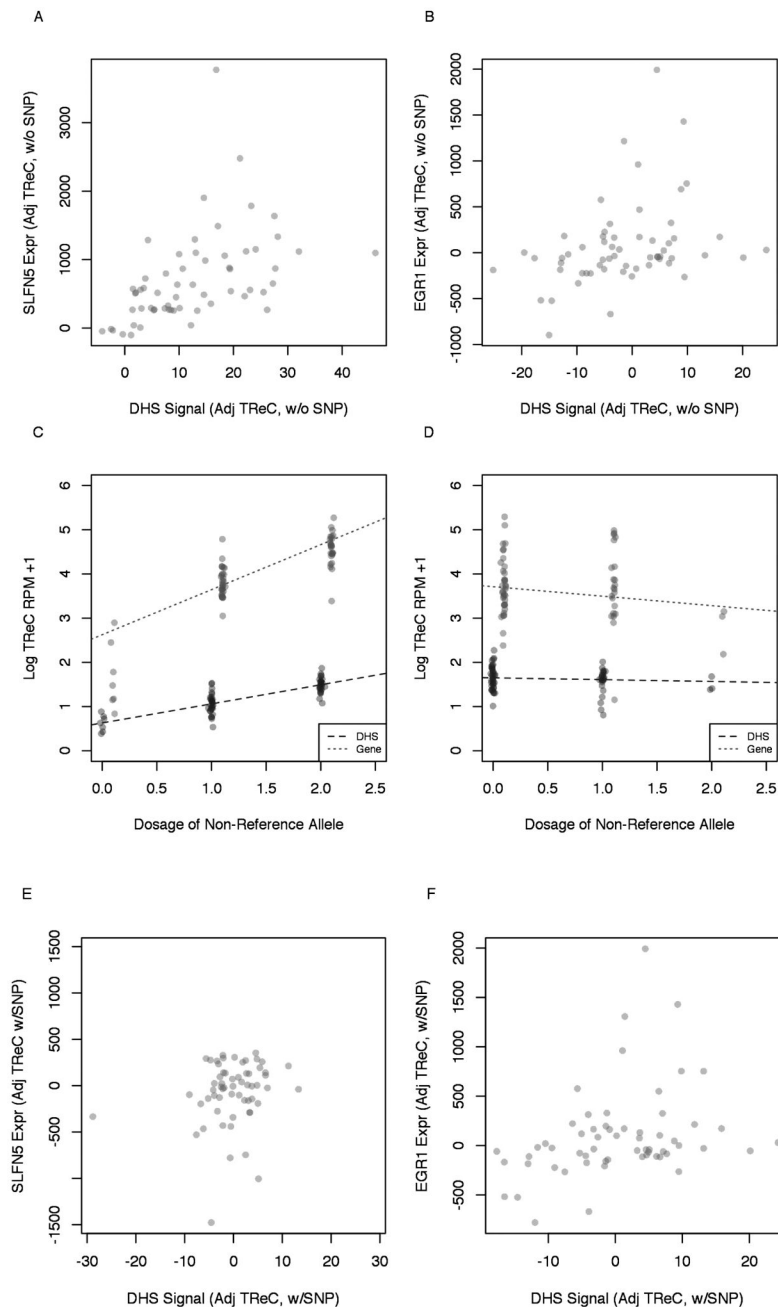 A
B
SLFN5 Expr (Adj TReC, w/o SNP)
0 1000 2000 3000
0 10 20 30 40
DHS Signal (Adj TReC, w/o SNP)
EGR1 Expr (Adj TReC, w/o SNP)
-1000 -500 0 500 1000 1500 2000
-20 -10 0 10 20
DHS Signal (Adj TReC, w/o SNP)
C
D
Log TReC RPM +1
0 1 2 3 4 5 6
DHS
Gene
0.0 0.5 1.0 1.5 2.0 2.5
Dosage of Non-Reference Allele
Log TReC RPM +1
0 1 2 3 4 5 6
DHS
Gene
0.0 0.5 1.0 1.5 2.0 2.5
Dosage of Non-Reference Allele
E
F
SLFN5 Expr (Adj TReC w/SNP)
-1500 -500 0 500 1000 1500
-30 -20 -10 0 10 20 30
DHS Signal (Adj TReC, w/SNP)
EGR1 Expr (Adj TReC, w/SNP)
-500 0 500 1000 1500 2000
-10 0 10 20
DHS Signal (Adj TReC, w/SNP)